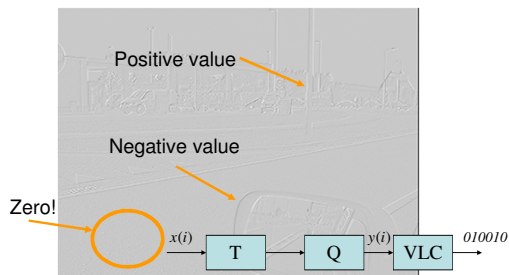 Positive value
Negative value
Zero!
x(i)
T
Q
y(i)
VLC
010010